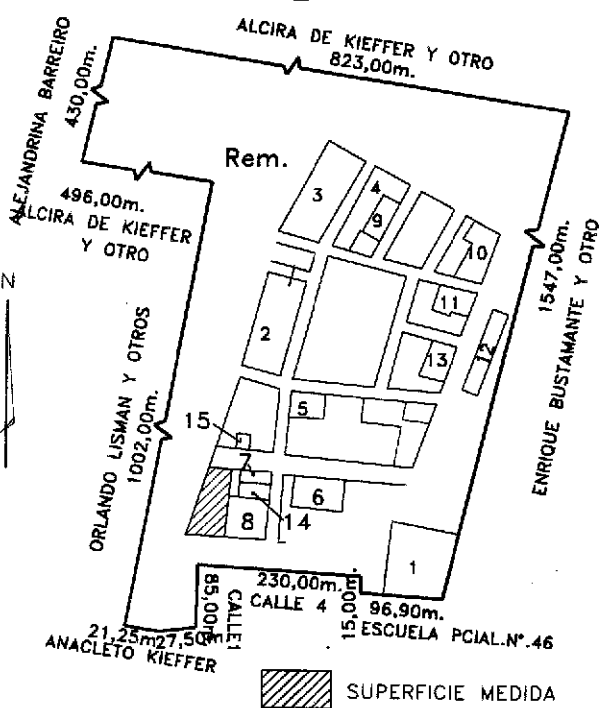 ALCIRA DE KIEFFER Y OTRO
823,00m.
ALEJANDRINA BARREIRO
430,00m.
Rem.
496,00m.
ALCIRA DE KIEFFER
Y OTRO
N
ORLANDO LISMAN Y OTROS
1002,00m.
1547,00m.
ENRIQUE BUSTAMANTE Y OTRO
3
4
9
10
11
2
12
13
5
15
7
6
14
8
1
230,00m.
CALLE 4
85,00m
CALLE 1
15,00m.
96,90m.
ESCUELA PCIAL.Nº.46
21,25m
27,50m
ANACLETO KIEFFER
SUPERFICIE MEDIDA